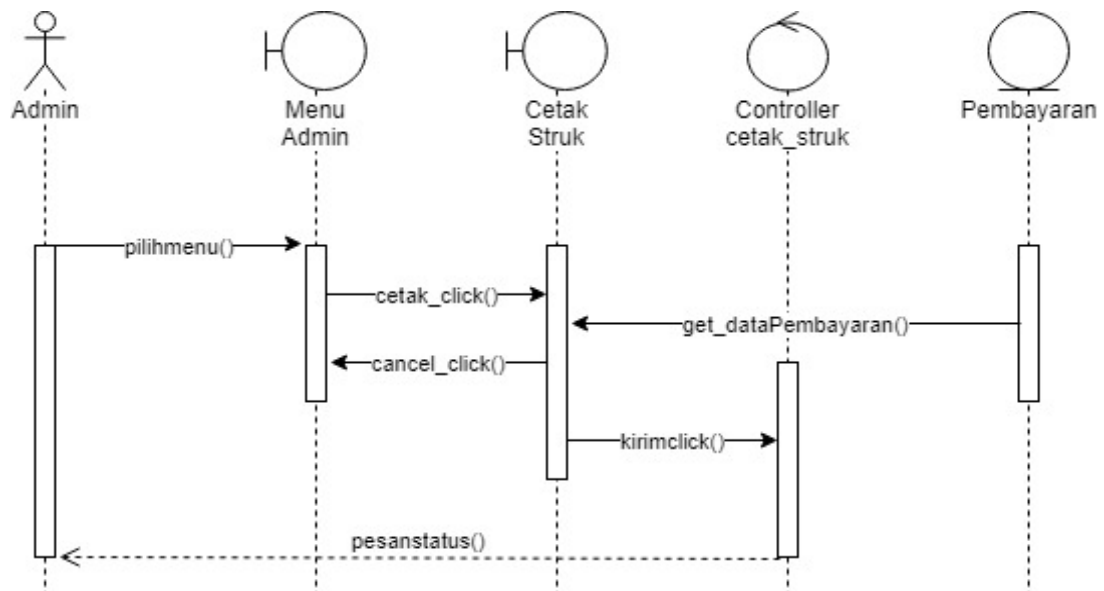 Admin
Menu
Admin
Cetak
Struk
Controller
cetak_struk
Pembayaran
pilihmenu()
cetak_click()
get_dataPembayaran()
cancel_click()
kirimclick()
pesanstatus()